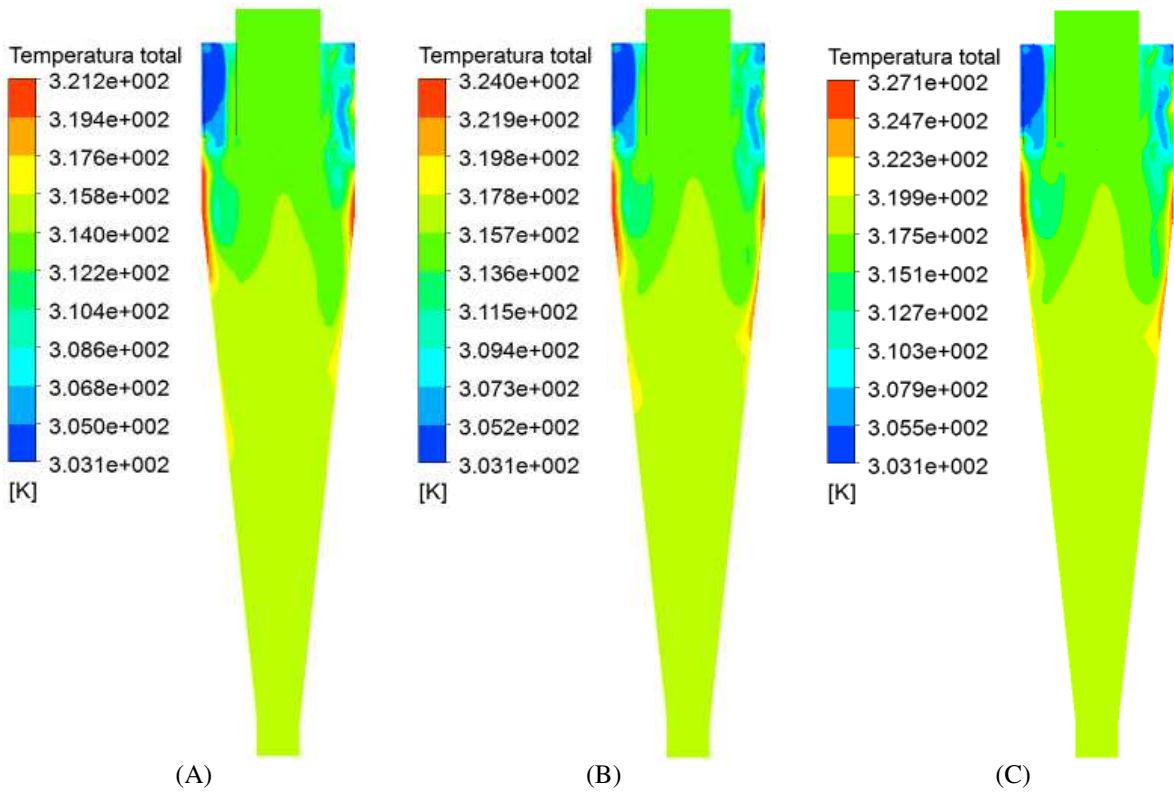 Temperatura total
3.212e+002
3.194e+002
3.176e+002
3.158e+002
3.140e+002
3.122e+002
3.104e+002
3.086e+002
3.068e+002
3.050e+002
3.031e+002
[K]
(A)
Temperatura total
3.240e+002
3.219e+002
3.198e+002
3.178e+002
3.157e+002
3.136e+002
3.115e+002
3.094e+002
3.073e+002
3.052e+002
3.031e+002
[K]
(B)
Temperatura total
3.271e+002
3.247e+002
3.223e+002
3.199e+002
3.175e+002
3.151e+002
3.127e+002
3.103e+002
3.079e+002
3.055e+002
3.031e+002
[K]
(C)